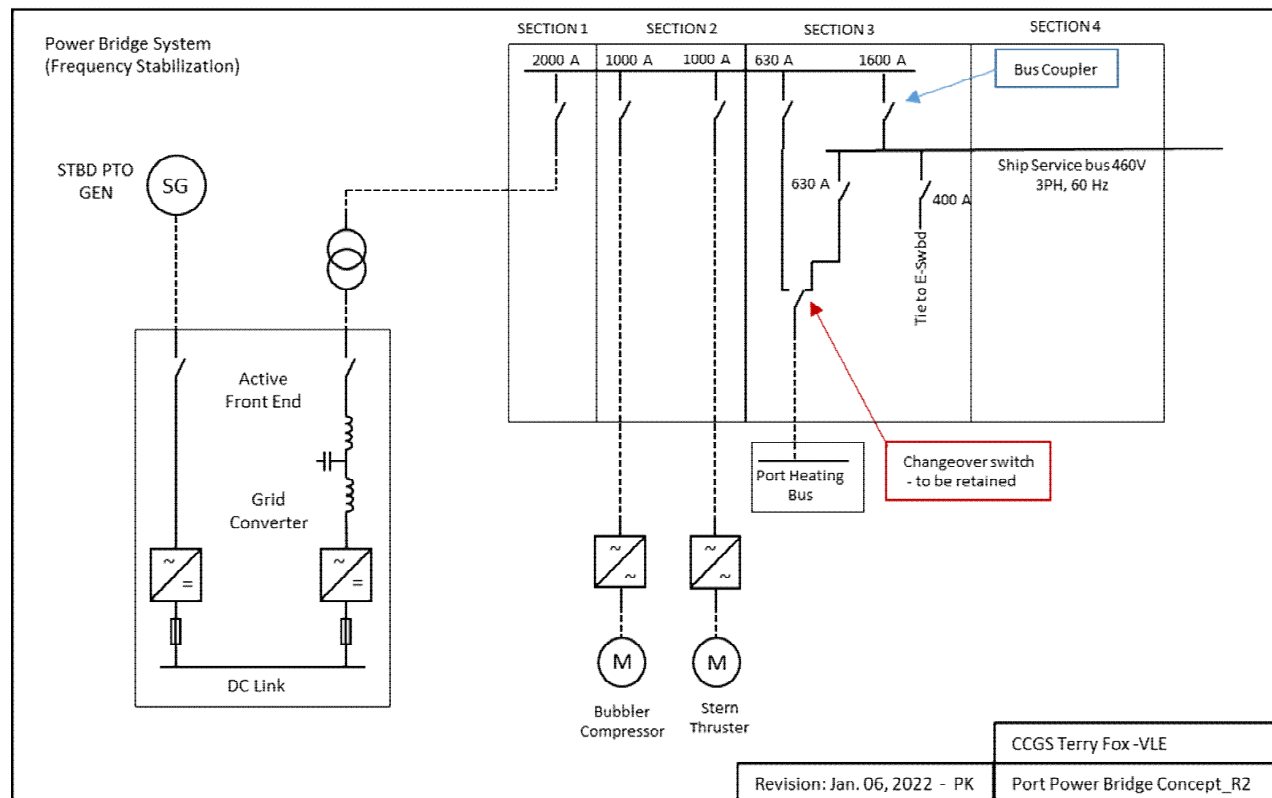 Power Bridge System
(Frequency Stabilization)
SECTION 1
SECTION 2
SECTION 3
SECTION 4
2000 A
1000 A
1000 A
630 A
1600 A
Bus Coupler
STBD PTO
GEN
SG
Ship Service bus 460V
3PH, 60 Hz
630 A
400 A
Tie to E-Swbd
Active
Front End
Grid
Converter
~
=
~
=
DC Link
Port Heating
Bus
Changeover switch
- to be retained
~
~
~
~
M
M
Bubbler
Compressor
Stern
Thruster
CCGS Terry Fox -VLE
Revision: Jan. 06, 2022 - PK
Port Power Bridge Concept_R2